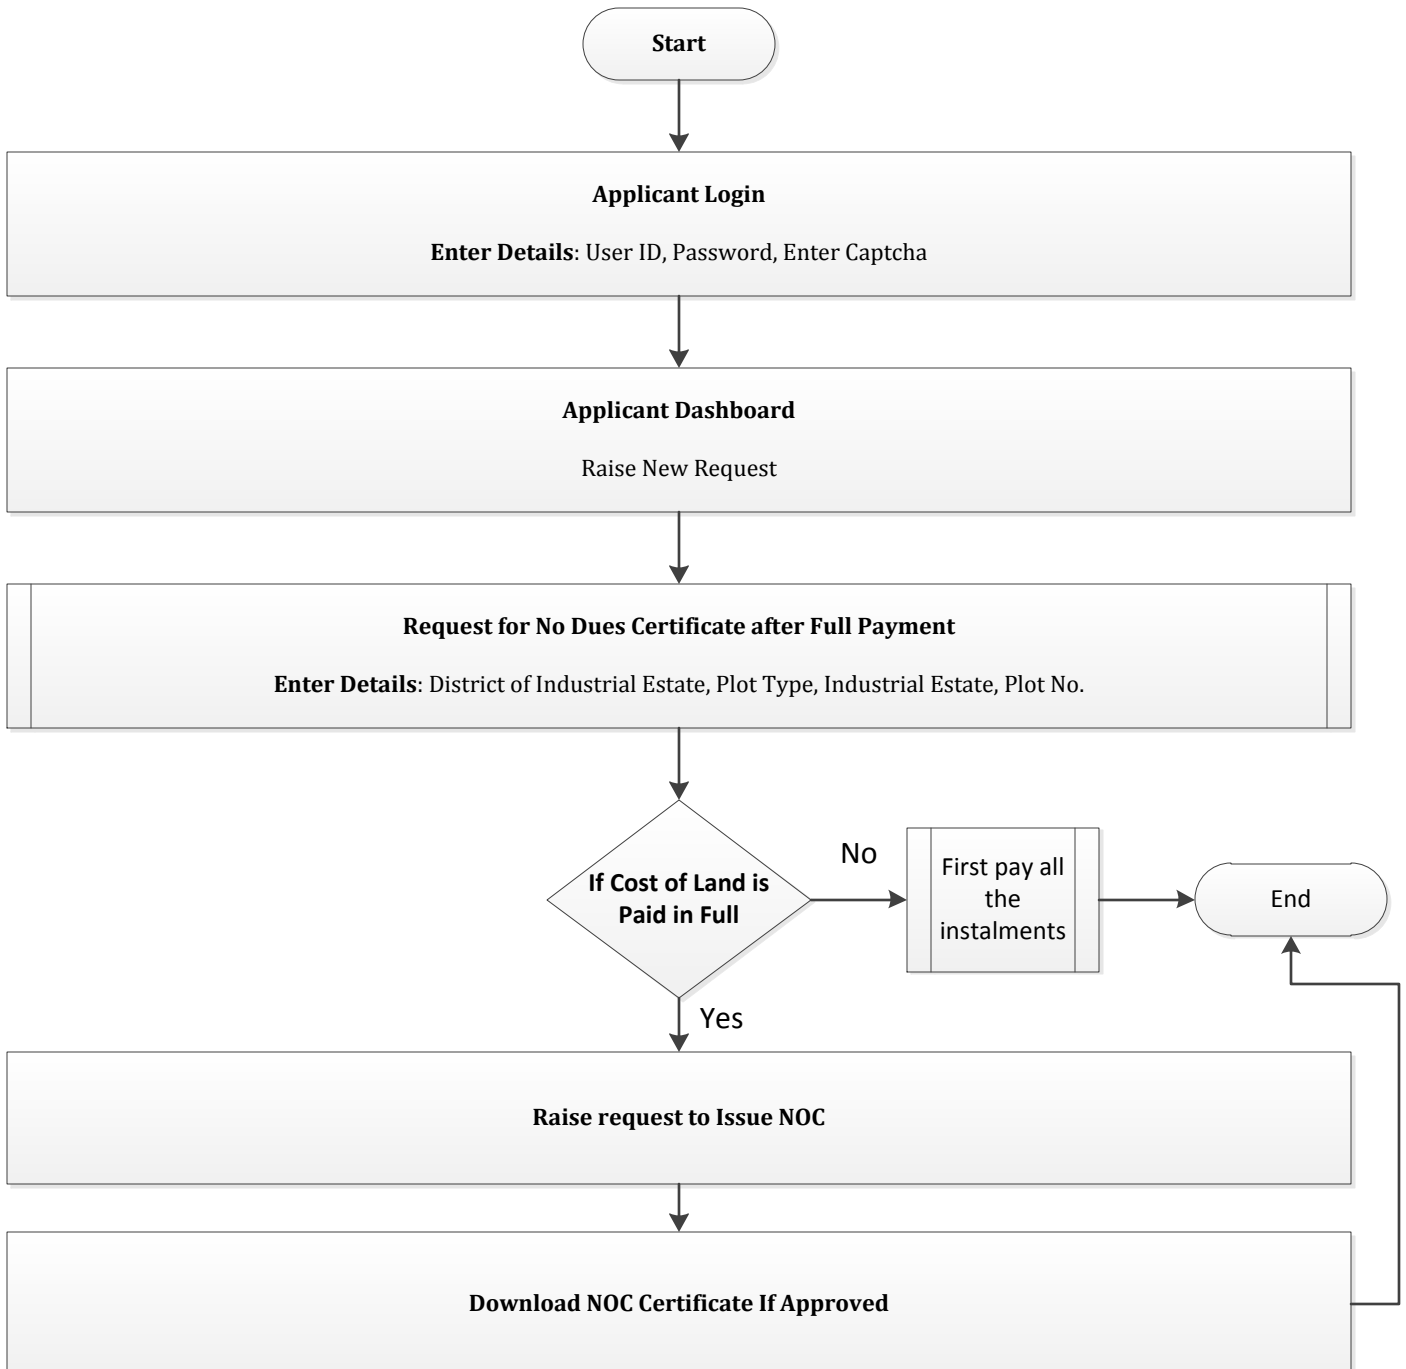 Start
Applicant Login
Enter Details: User ID, Password, Enter Captcha
Applicant Dashboard
Raise New Request
Request for No Dues Certificate after Full Payment
Enter Details: District of Industrial Estate, Plot Type, Industrial Estate, Plot No.
If Cost of Land is
Paid in Full
No
First pay all
the
instalments
End
Yes
Raise request to Issue NOC
Download NOC Certificate If Approved